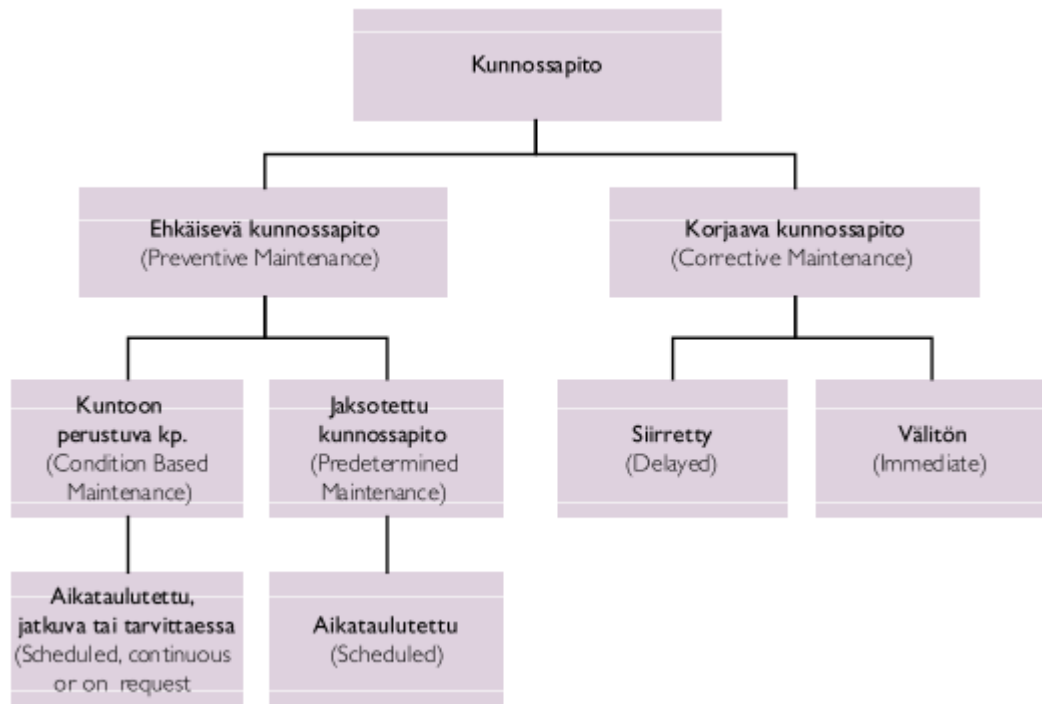 Kunnossapito
Ehkäisevä kunnossapito
(Preventive Maintenance)
Korjaava kunnossapito
(Corrective Maintenance)
Kuntoon
perustuva kp.
(Condition Based
Maintenance)
Jaksotettu
kunnossapito
(Predetermined
Maintenance)
Siirretty
(Delayed)
Välitön
(Immediate)
Aikataulutettu,
jatkuva tai tarvittaessa
(Scheduled, continuous
or on request
Aikataulutettu
(Scheduled)